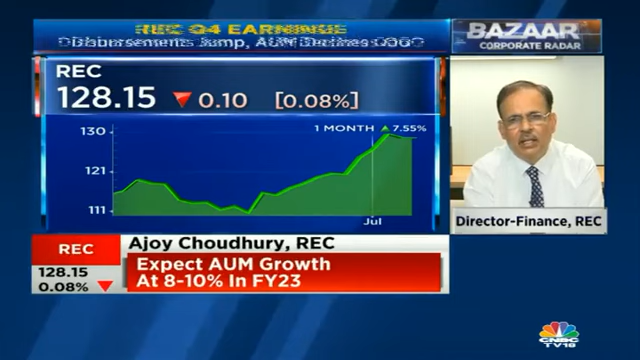 REC Q4 EARNINGS
Disbursements Jump, AUM Declines QOQ
BAZAAR
CORPORATE RADAR
REC
128.15 ▼ 0.10 [0.08%]
1 MONTH ▲ 7.55%
130
121
111
Jul
Director-Finance, REC
REC
128.15
0.08% ▼
Ajoy Choudhury, REC
Expect AUM Growth
At 8-10% In FY23
CNBC
TV18